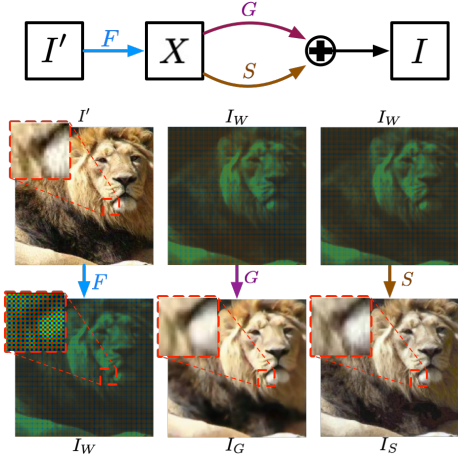 G
I′ F X I
S
I′ I_W I_W
F G S
I_W I_G I_S